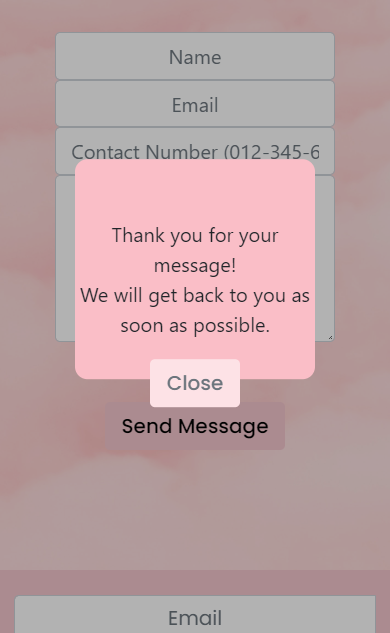 Name
Email
Contact Number (012-345-6
Thank you for your
message!
We will get back to you as
soon as possible.
Close
Send Message
Email